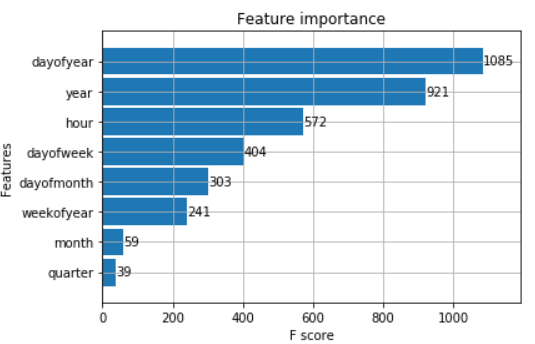 Feature importance
dayofyear 1085
year 921
hour 572
dayofweek 404
dayofmonth 303
weekofyear 241
month 59
quarter 39
Features
0 200 400 600 800 1000
F score